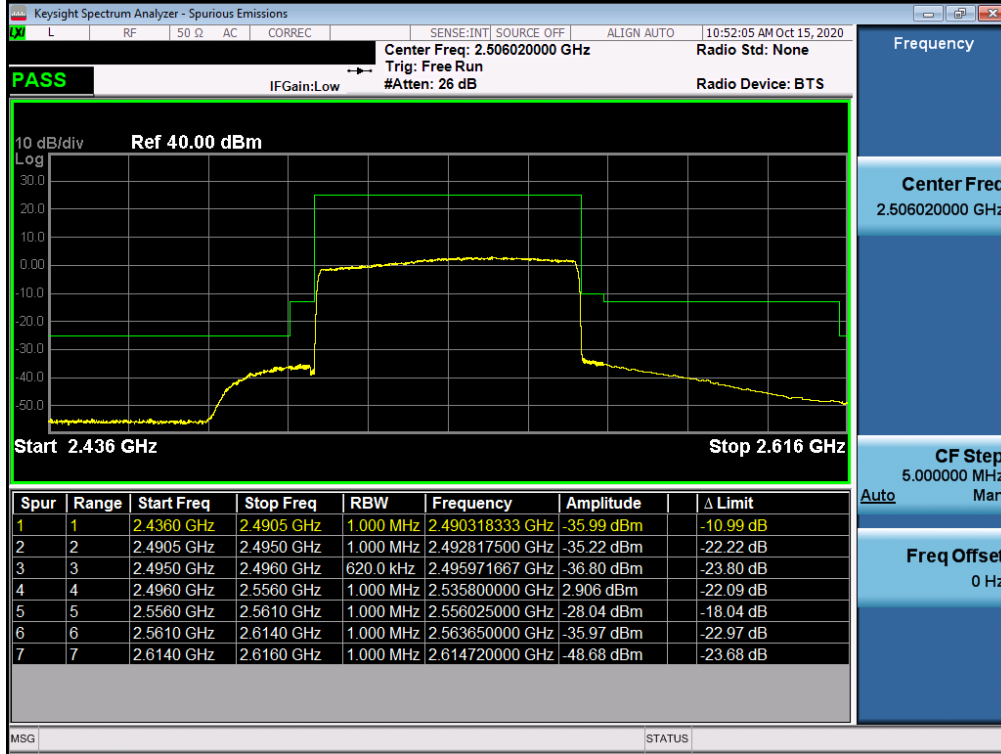 Keysight Spectrum Analyzer - Spurious Emissions
LXI L RF 50 Ω AC CORREC SENSE:INT SOURCE OFF ALIGN AUTO 10:52:05 AM Oct 15, 2020
Center Freq: 2.506020000 GHz Radio Std: None
Trig: Free Run
PASS IFGain:Low #Atten: 26 dB Radio Device: BTS
10 dB/div Ref 40.00 dBm
Log
30.0
20.0
10.0
0.00
-10.0
-20.0
-30.0
-40.0
-50.0
Start 2.436 GHz Stop 2.616 GHz
Spur Range Start Freq Stop Freq RBW Frequency Amplitude Δ Limit
1 1 2.4360 GHz 2.4905 GHz 1.000 MHz 2.490318333 GHz -35.99 dBm -10.99 dB
2 2 2.4905 GHz 2.4950 GHz 1.000 MHz 2.492817500 GHz -35.22 dBm -22.22 dB
3 3 2.4950 GHz 2.4960 GHz 620.0 kHz 2.495971667 GHz -36.80 dBm -23.80 dB
4 4 2.4960 GHz 2.5560 GHz 1.000 MHz 2.535800000 GHz 2.906 dBm -22.09 dB
5 5 2.5560 GHz 2.5610 GHz 1.000 MHz 2.556025000 GHz -28.04 dBm -18.04 dB
6 6 2.5610 GHz 2.6140 GHz 1.000 MHz 2.563650000 GHz -35.97 dBm -22.97 dB
7 7 2.6140 GHz 2.6160 GHz 1.000 MHz 2.614720000 GHz -48.68 dBm -23.68 dB
MSG STATUS
Frequency
Center Freq
2.506020000 GHz
CF Step
5.000000 MHz
Auto Man
Freq Offset
0 Hz